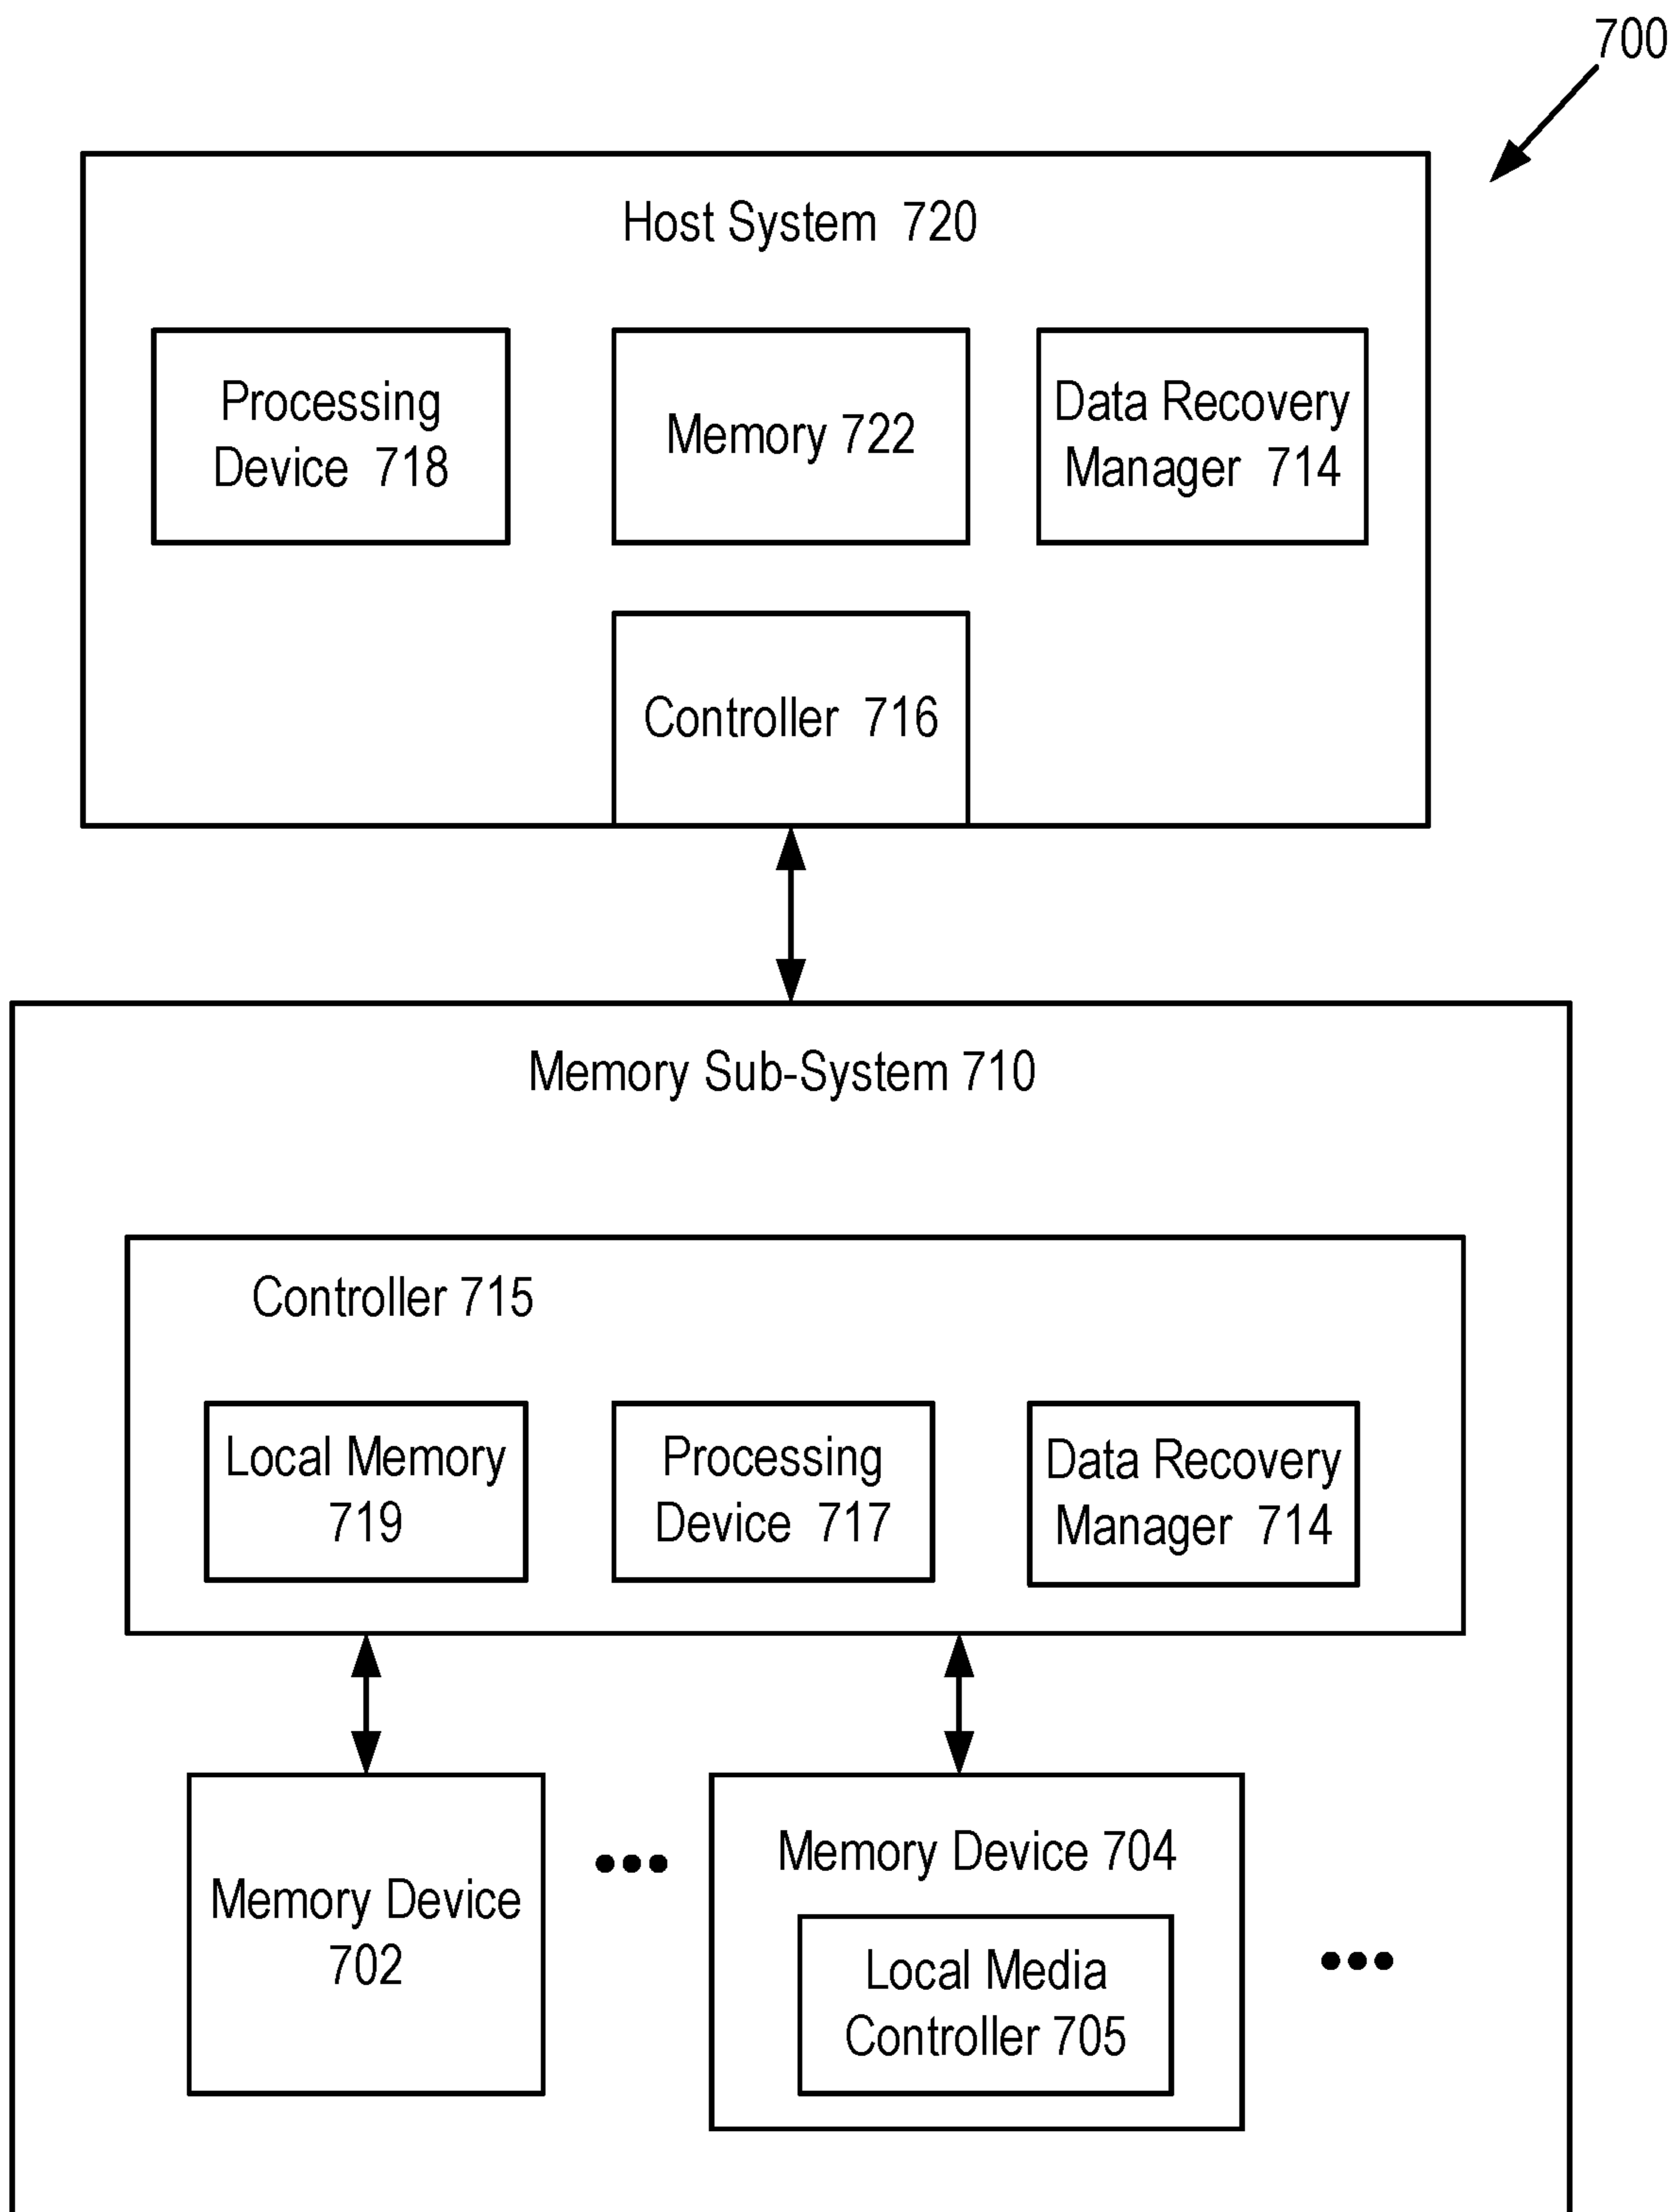 700
Host System 720
Processing
Device 718
Memory 722
Data Recovery
Manager 714
Controller 716
Memory Sub-System 710
Controller 715
Local Memory
719
Processing
Device 717
Data Recovery
Manager 714
Memory Device
702
Memory Device 704
Local Media
Controller 705